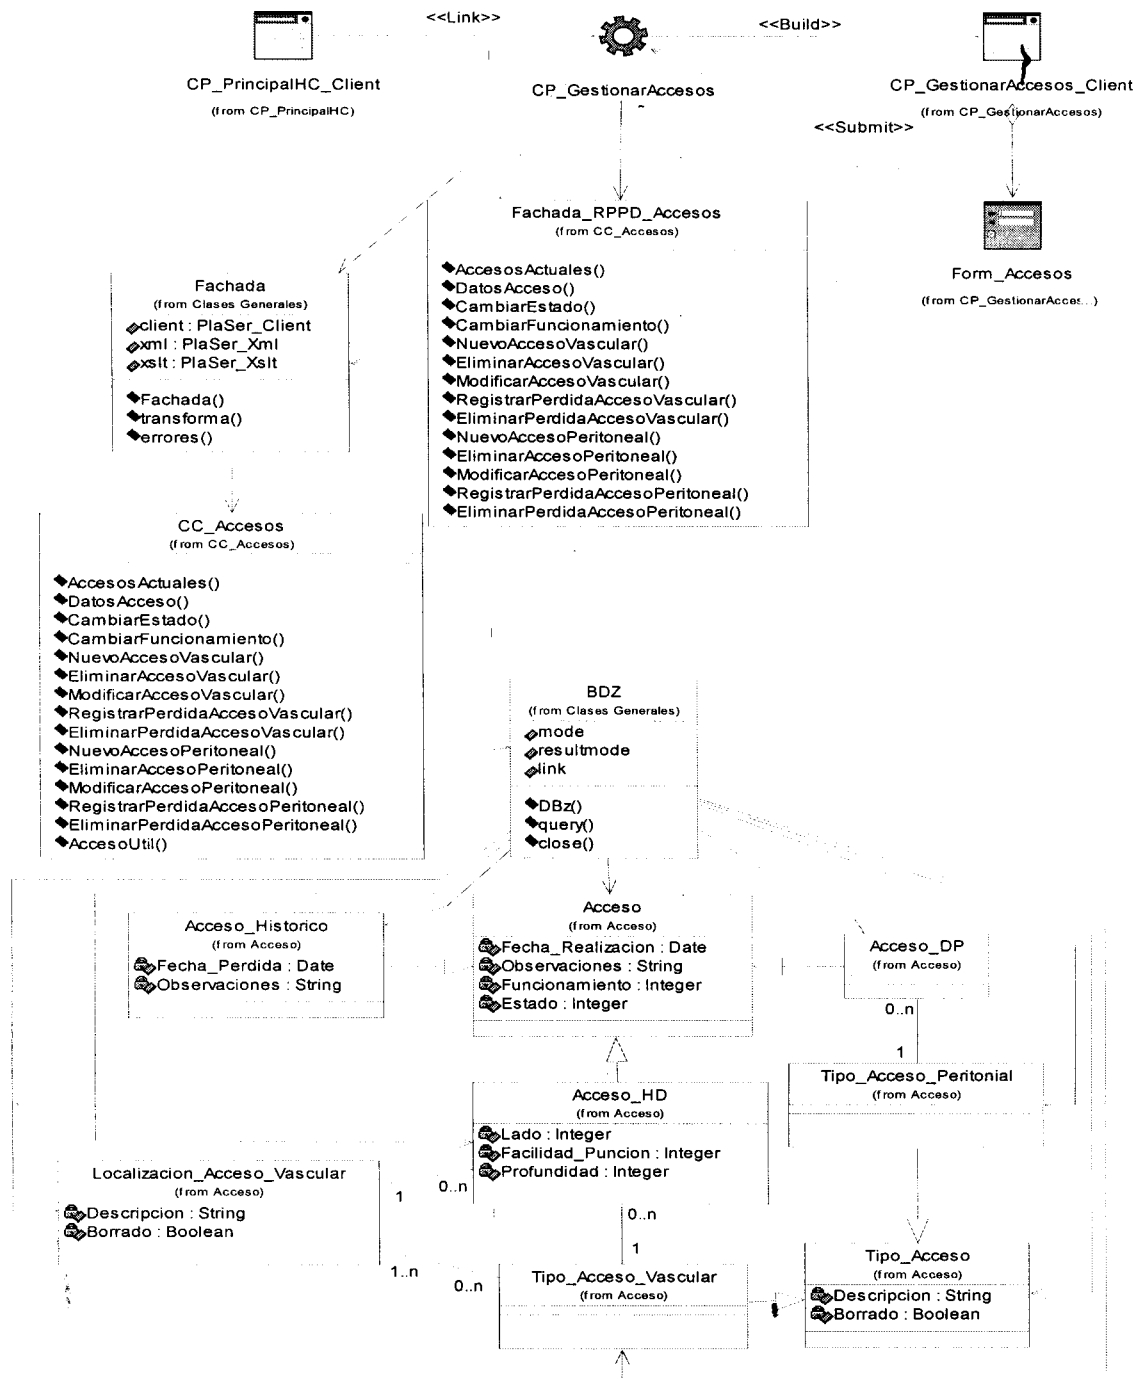 <<Link>>
<<Build>>
CP_PrincipalHC_Client
(from CP_PrincipalHC)
CP_GestionarAccesos
CP_GestionarAccesos_Client
(from CP_GestionarAccesos)
<<Submit>>
Form_Accesos
(from CP_GestionarAcces...)
Fachada_RPPD_Accesos
(from CC_Accesos)
AccesosActuales()
DatosAcceso()
CambiarEstado()
CambiarFuncionamiento()
NuevoAccesoVascular()
EliminarAccesoVascular()
ModificarAccesoVascular()
RegistrarPerdidaAccesoVascular()
EliminarPerdidaAccesoVascular()
NuevoAccesoPeritoneal()
EliminarAccesoPeritoneal()
ModificarAccesoPeritoneal()
RegistrarPerdidaAccesoPeritoneal()
EliminarPerdidaAccesoPeritoneal()
Fachada
(from Clases Generales)
client : PlaSer_Client
xml : PlaSer_Xml
xslt : PlaSer_Xslt
Fachada()
transforma()
errores()
CC_Accesos
(from CC_Accesos)
AccesosActuales()
DatosAcceso()
CambiarEstado()
CambiarFuncionamiento()
NuevoAccesoVascular()
EliminarAccesoVascular()
ModificarAccesoVascular()
RegistrarPerdidaAccesoVascular()
EliminarPerdidaAccesoVascular()
NuevoAccesoPeritoneal()
EliminarAccesoPeritoneal()
ModificarAccesoPeritoneal()
RegistrarPerdidaAccesoPeritoneal()
EliminarPerdidaAccesoPeritoneal()
AccesoUtil()
BDZ
(from Clases Generales)
mode
resultmode
link
DBz()
query()
close()
Acceso_Historico
(from Acceso)
Fecha_Perdida : Date
Observaciones : String
Acceso
(from Acceso)
Fecha_Realizacion : Date
Observaciones : String
Funcionamiento : Integer
Estado : Integer
Acceso_DP
(from Acceso)
0..n
1
Tipo_Acceso_Peritonial
(from Acceso)
Acceso_HD
(from Acceso)
Lado : Integer
Facilidad_Puncion : Integer
Profundidad : Integer
Localizacion_Acceso_Vascular
(from Acceso)
Descripcion : String
Borrado : Boolean
1
0..n
0..n
1
1..n
0..n
Tipo_Acceso_Vascular
(from Acceso)
Tipo_Acceso
(from Acceso)
Descripcion : String
Borrado : Boolean